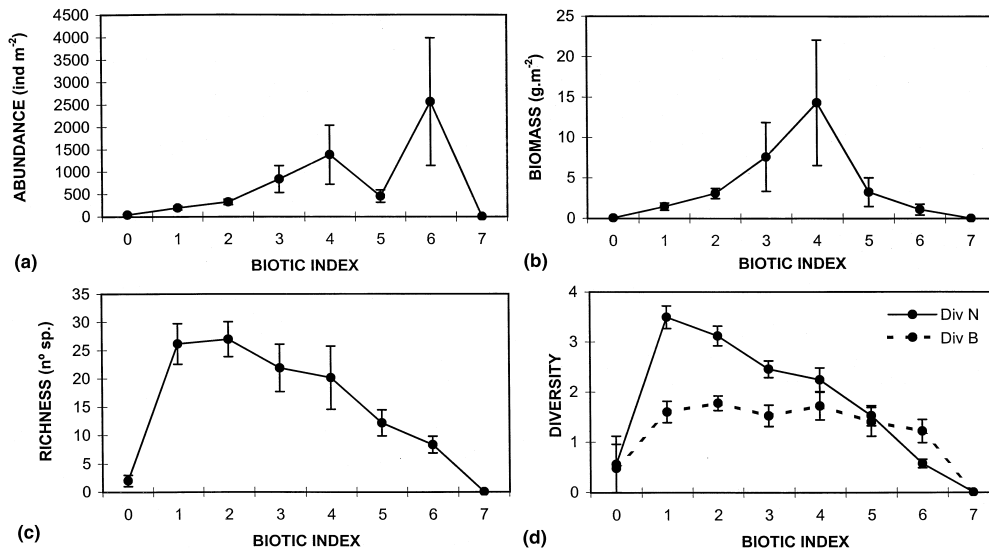 ABUNDANCE (ind m-2)
4500
4000
3500
3000
2500
2000
1500
1000
500
0
0 1 2 3 4 5 6 7
(a)
BIOTIC INDEX
BIOMASS (g.m-2)
25
20
15
10
5
0
0 1 2 3 4 5 6 7
(b)
BIOTIC INDEX
RICHNESS (nº sp.)
35
30
25
20
15
10
5
0
0 1 2 3 4 5 6 7
(c)
BIOTIC INDEX
DIVERSITY
4
3
2
1
0
Div N
Div B
0 1 2 3 4 5 6 7
(d)
BIOTIC INDEX